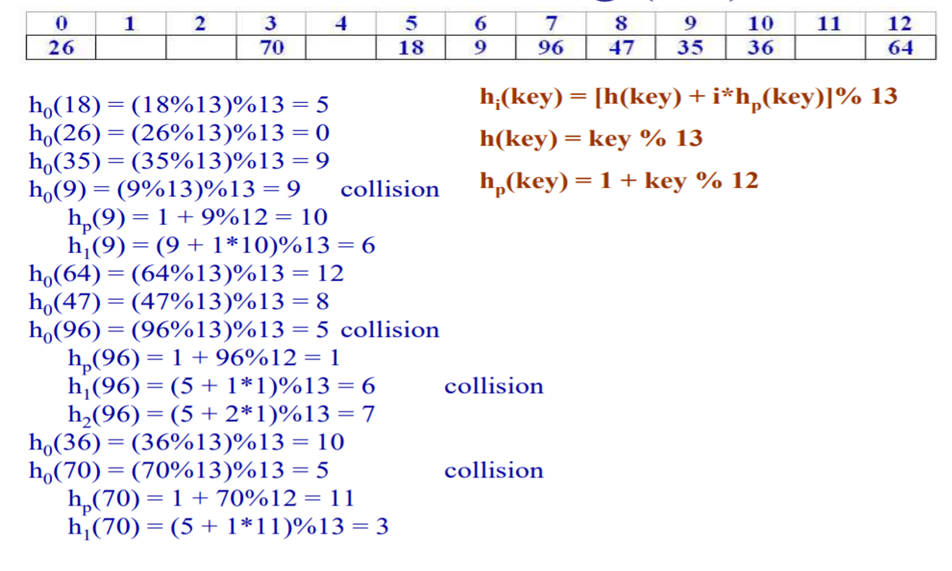 0 1 2 3 4 5 6 7 8 9 10 11 12
26 70 18 9 96 47 35 36 64
h₀(18) = (18%13)%13 = 5
h₀(26) = (26%13)%13 = 0
h₀(35) = (35%13)%13 = 9
h₀(9) = (9%13)%13 = 9 collision
hₚ(9) = 1 + 9%12 = 10
h₁(9) = (9 + 1*10)%13 = 6
h₀(64) = (64%13)%13 = 12
h₀(47) = (47%13)%13 = 8
h₀(96) = (96%13)%13 = 5 collision
hₚ(96) = 1 + 96%12 = 1
h₁(96) = (5 + 1*1)%13 = 6 collision
h₂(96) = (5 + 2*1)%13 = 7
h₀(36) = (36%13)%13 = 10
h₀(70) = (70%13)%13 = 5 collision
hₚ(70) = 1 + 70%12 = 11
h₁(70) = (5 + 1*11)%13 = 3
hᵢ(key) = [h(key) + i*hₚ(key)]% 13
h(key) = key % 13
hₚ(key) = 1 + key % 12